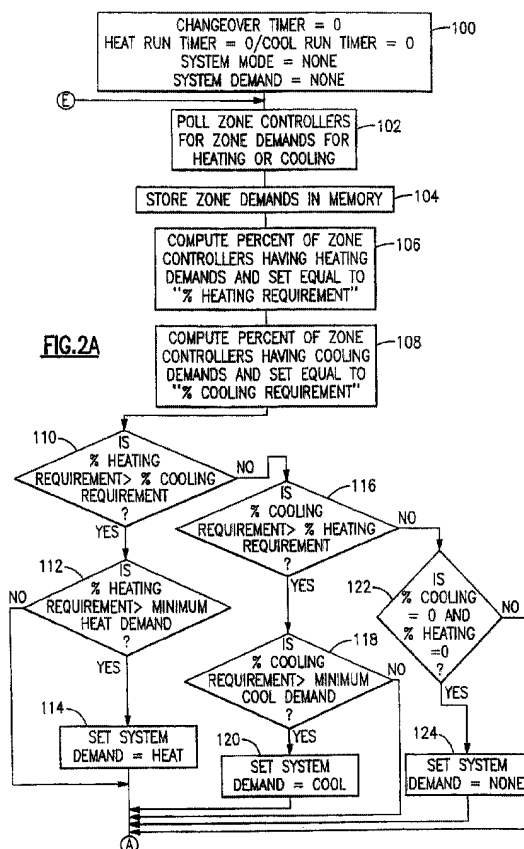 CHANGEOVER TIMER = 0
HEAT RUN TIMER = 0/COOL RUN TIMER = 0
SYSTEM MODE = NONE
SYSTEM DEMAND = NONE
100
E
POLL ZONE CONTROLLERS
FOR ZONE DEMANDS FOR
HEATING OR COOLING
102
STORE ZONE DEMANDS IN MEMORY
104
COMPUTE PERCENT OF ZONE
CONTROLLERS HAVING HEATING
DEMANDS AND SET EQUAL TO
"% HEATING REQUIREMENT"
106
FIG.2A
COMPUTE PERCENT OF ZONE
CONTROLLERS HAVING COOLING
DEMANDS AND SET EQUAL TO
"% COOLING REQUIREMENT"
108
110
IS
% HEATING
REQUIREMENT> % COOLING
REQUIREMENT
?
NO
YES
116
IS
% COOLING
REQUIREMENT> % HEATING
REQUIREMENT
?
NO
YES
112
IS
% HEATING
REQUIREMENT> MINIMUM
HEAT DEMAND
?
NO
YES
122
IS
% COOLING
= 0 AND
% HEATING
=0
?
NO
YES
118
IS
% COOLING
REQUIREMENT> MINIMUM
COOL DEMAND
?
NO
YES
114
SET SYSTEM
DEMAND = HEAT
120
SET SYSTEM
DEMAND = COOL
124
SET SYSTEM
DEMAND = NONE
A